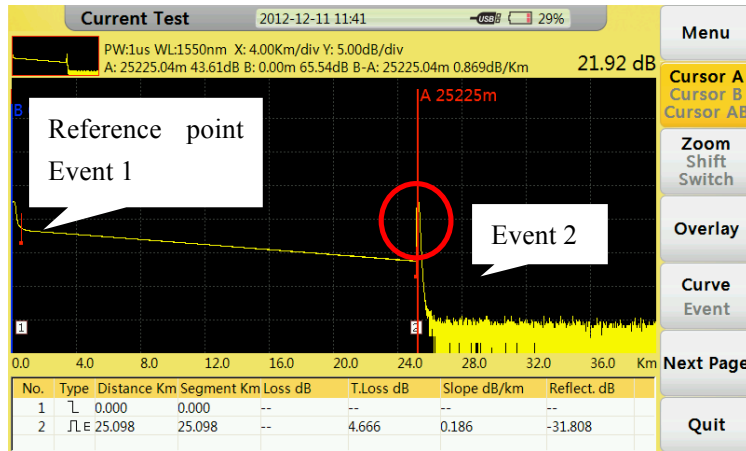 Current Test 2012-12-11 11:41 USB 29%
PW:1us WL:1550nm X: 4.00Km/div Y: 5.00dB/div
A: 25225.04m 43.61dB B: 0.00m 65.54dB B-A: 25225.04m 0.869dB/Km 21.92 dB
B
A 25225m
Reference point
Event 1
Event 2
1
2
0.0 4.0 8.0 12.0 16.0 20.0 24.0 28.0 32.0 36.0 Km
No. Type Distance Km Segment Km Loss dB T.Loss dB Slope dB/km Reflect. dB
1 0.000 0.000 -- -- -- --
2 E 25.098 25.098 -- 4.666 0.186 -31.808
Menu
Cursor A
Cursor B
Cursor AB
Zoom
Shift
Switch
Overlay
Curve
Event
Next Page
Quit